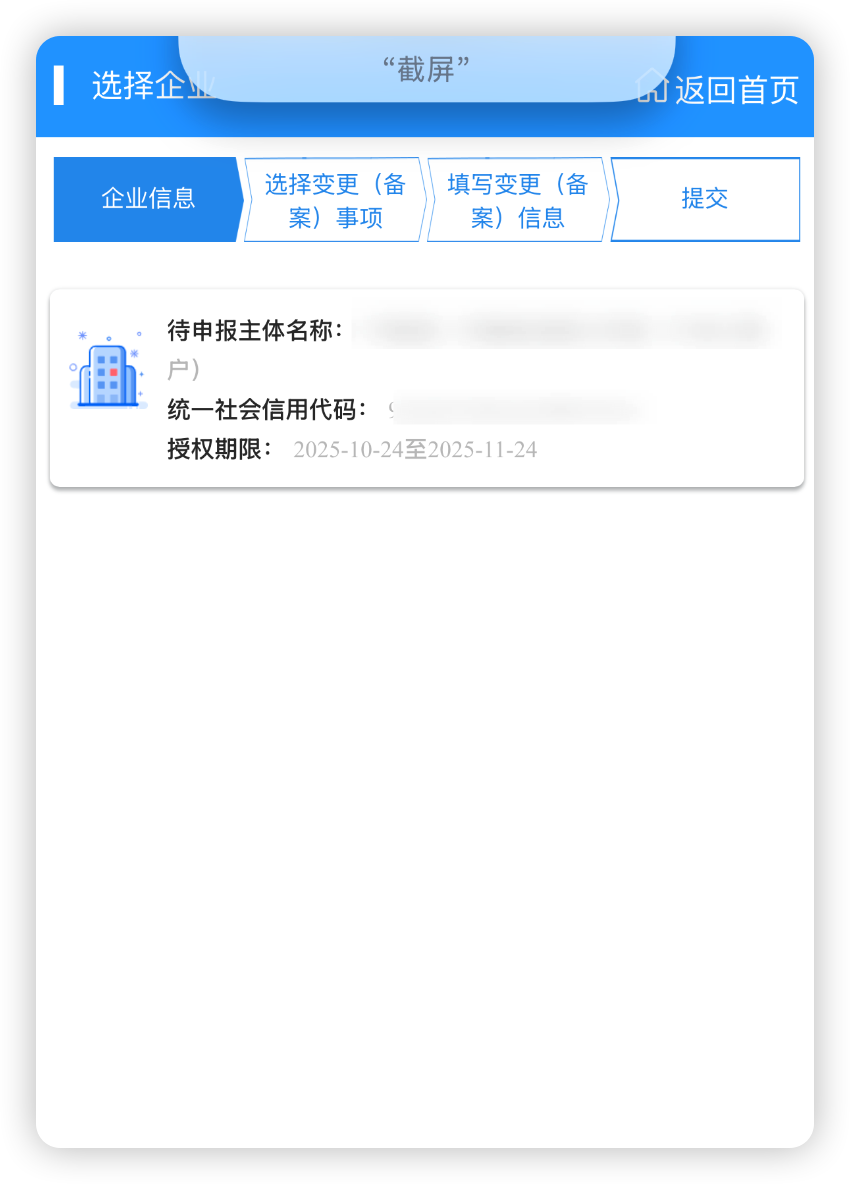 “截屏”
选择企业
返回首页
企业信息
选择变更（备
案）事项
填写变更（备
案）信息
提交
待申报主体名称：
户）
统一社会信用代码： 9
授权期限： 2025-10-24至2025-11-24